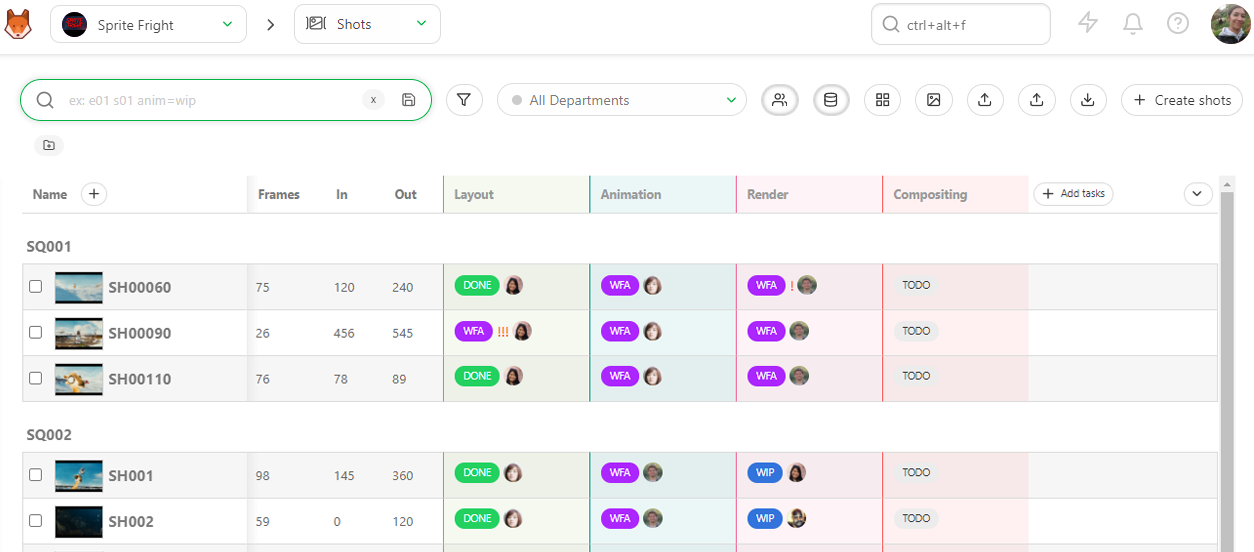 Sprite Fright > Shots ctrl+alt+f
ex: e01 s01 anim=wip x All Departments + Create shots
Name + Frames In Out Layout Animation Render Compositing + Add tasks
SQ001
SH00060 75 120 240 DONE WFA WFA ! TODO
SH00090 26 456 545 WFA !!! WFA WFA TODO
SH00110 76 78 89 DONE WFA WFA TODO
SQ002
SH001 98 145 360 DONE WFA WIP TODO
SH002 59 0 120 DONE WFA WIP TODO